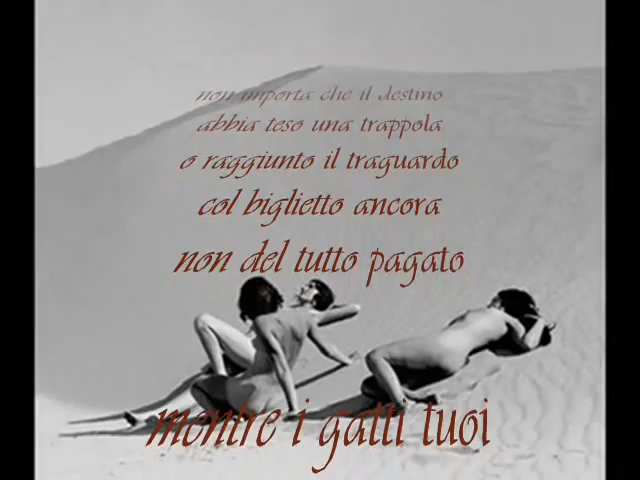 non importa che il destino
abbia teso una trappola
o raggiunto il traguardo
col biglietto ancora
non del tutto pagato
mentre i gatti tuoi